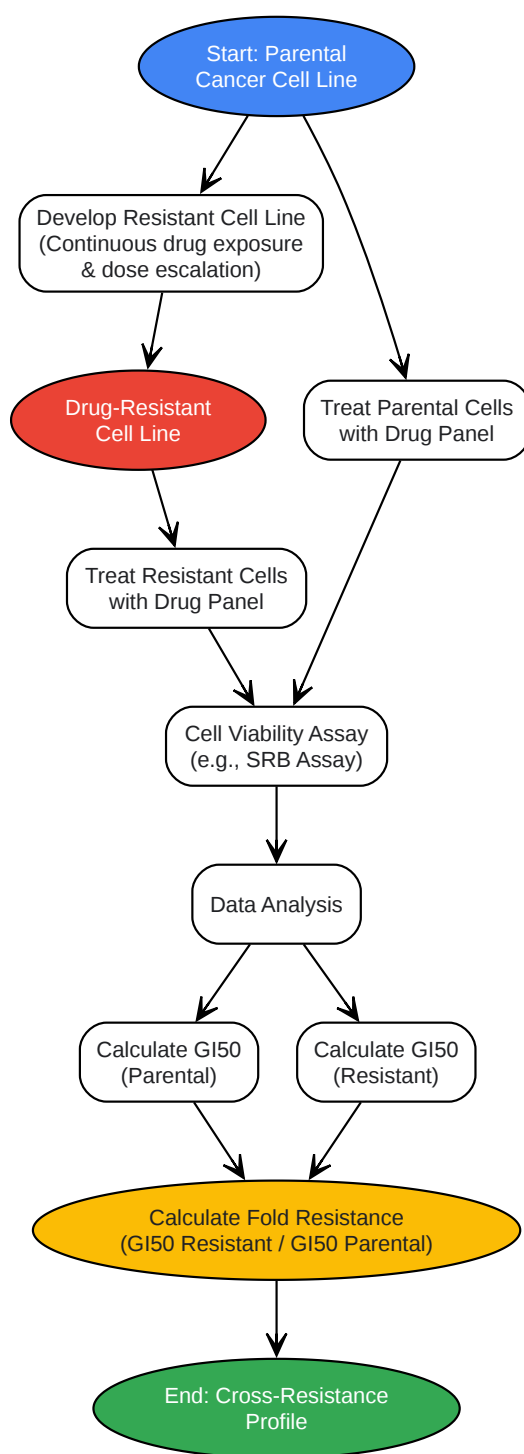 Start: Parental
Cancer Cell Line
Develop Resistant Cell Line
(Continuous drug exposure
& dose escalation)
Drug-Resistant
Cell Line
Treat Parental Cells
with Drug Panel
Treat Resistant Cells
with Drug Panel
Cell Viability Assay
(e.g., SRB Assay)
Data Analysis
Calculate GI50
(Parental)
Calculate GI50
(Resistant)
Calculate Fold Resistance
(GI50 Resistant / GI50 Parental)
End: Cross-Resistance
Profile